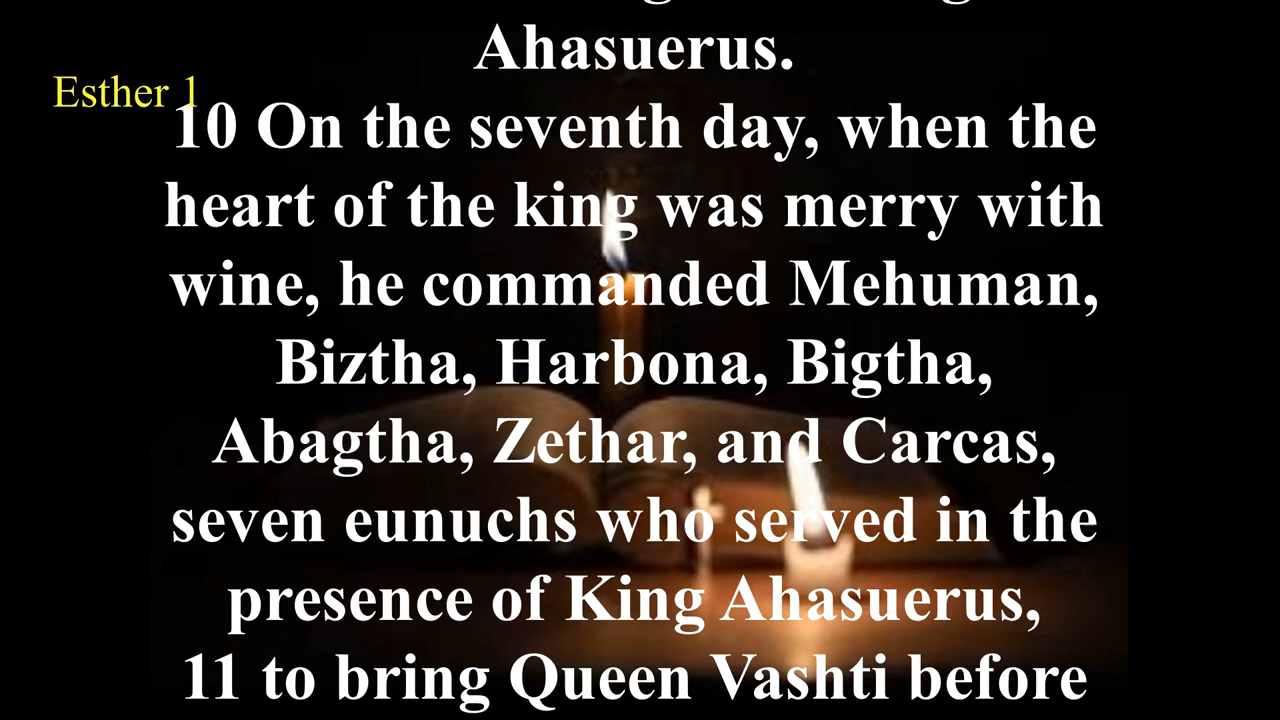 Ahasuerus.
Esther 1
10 On the seventh day, when the
heart of the king was merry with
wine, he commanded Mehuman,
Biztha, Harbona, Bigtha,
Abagtha, Zethar, and Carcas,
seven eunuchs who served in the
presence of King Ahasuerus,
11 to bring Queen Vashti before